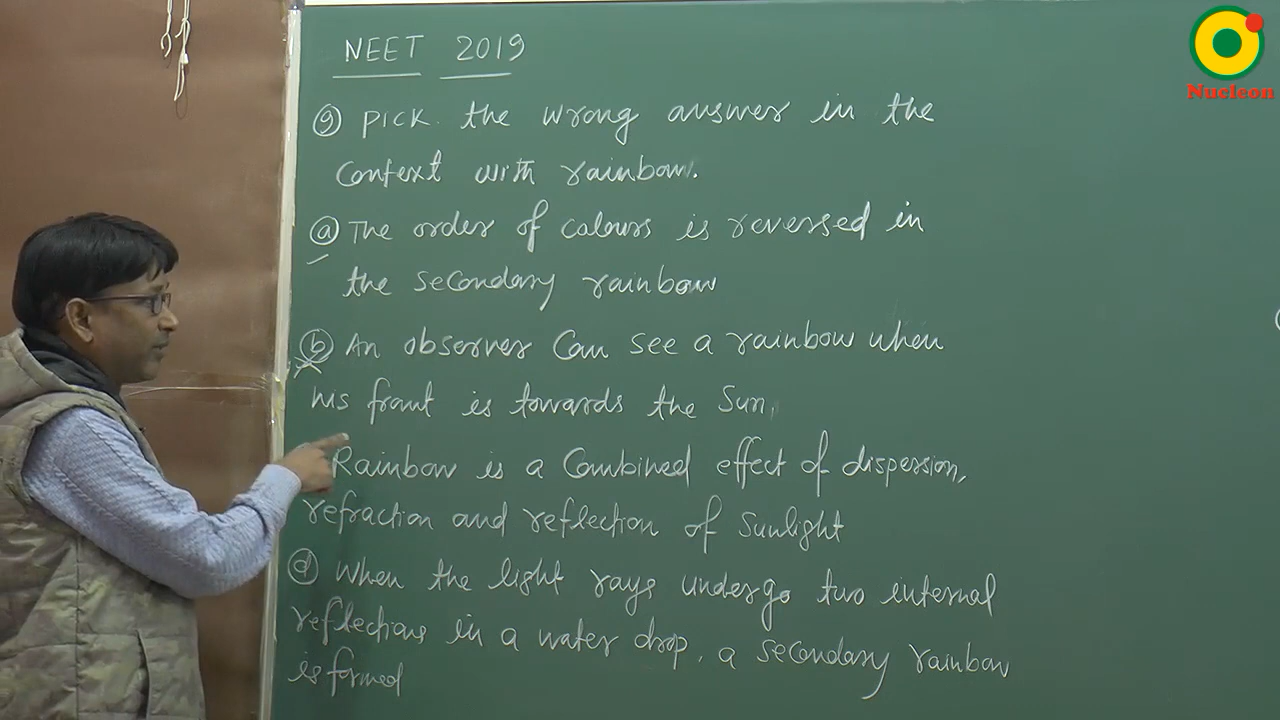 NEET 2019
Nucleon
(9) PICK. the wrong answer in the
Context with rainbow.
(a) The order of colours is reversed in
the secondary rainbow
(b) An observer Can see a rainbow when
his front is towards the Sun,
Rainbow is a Combined effect of dispersion,
refraction and reflection of Sunlight
(d) When the light rays undergo two internal
reflections in a water drop, a secondary rainbow
is formed